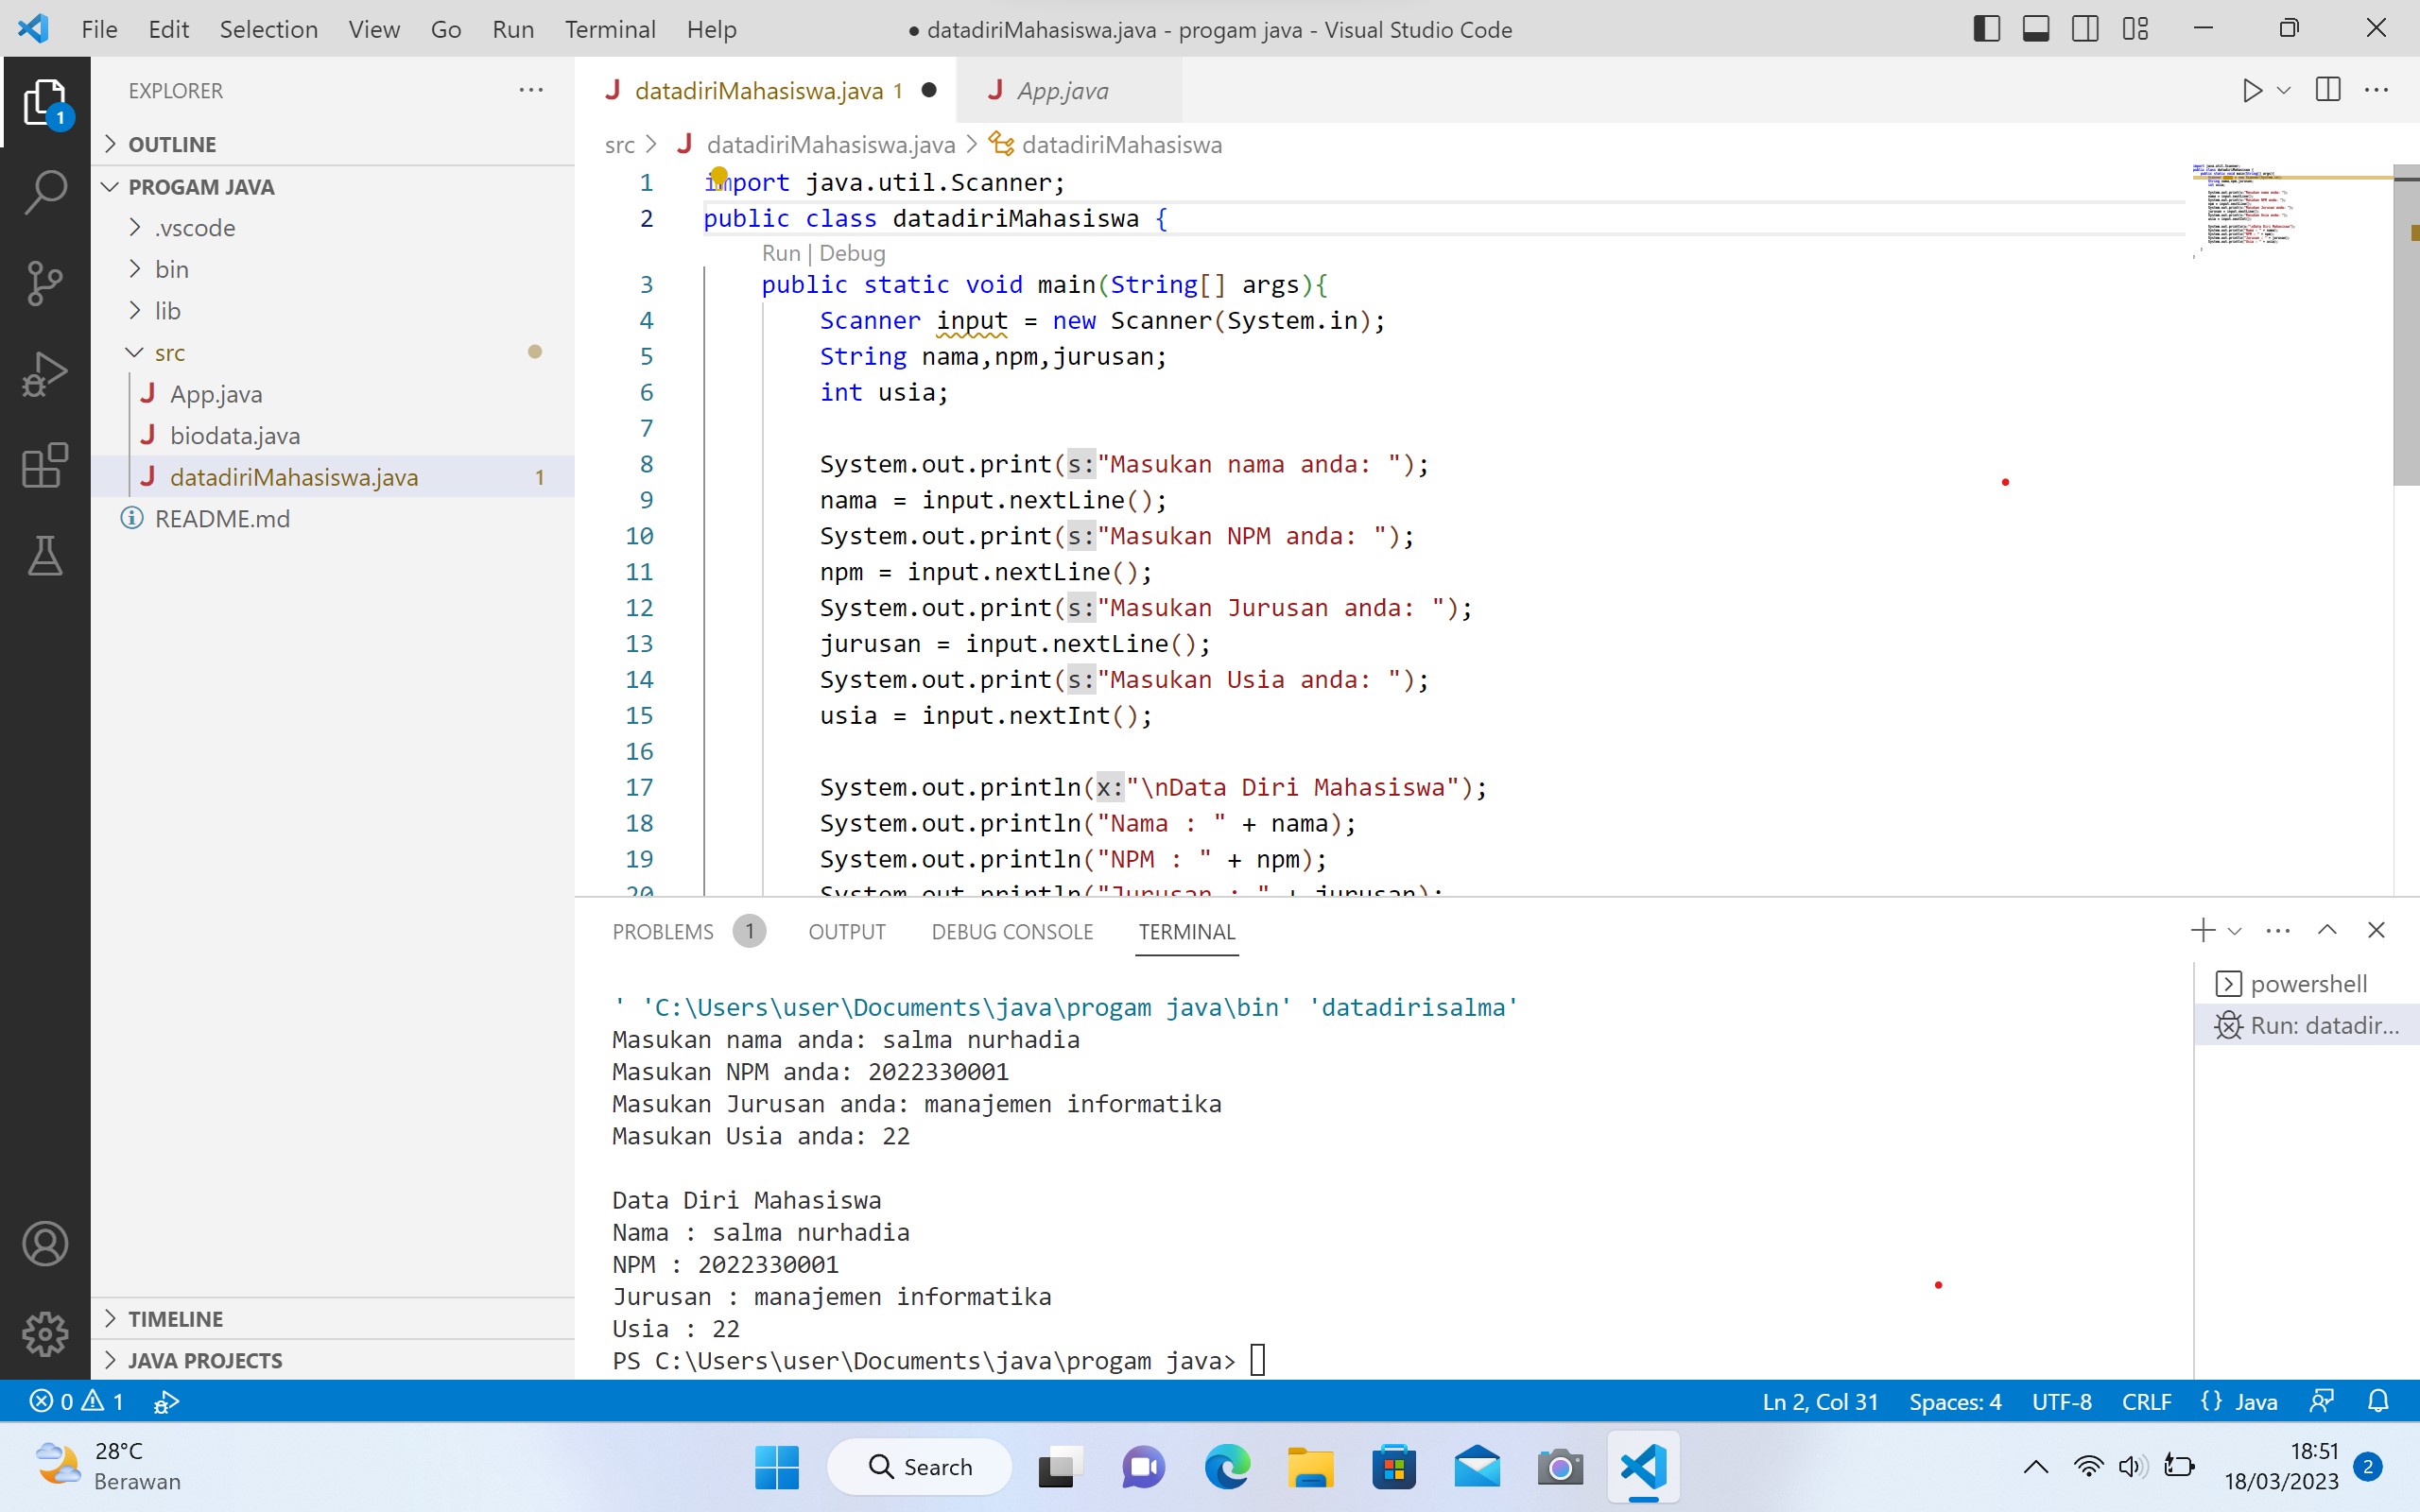 File Edit Selection View Go Run Terminal Help
● datadiriMahasiswa.java - progam java - Visual Studio Code
EXPLORER
OUTLINE
PROGAM JAVA
.vscode
bin
lib
src
App.java
biodata.java
datadiriMahasiswa.java 1
README.md
TIMELINE
JAVA PROJECTS
1
datadiriMahasiswa.java 1
App.java
src > datadiriMahasiswa.java > datadiriMahasiswa
1 import java.util.Scanner;
2 public class datadiriMahasiswa {
Run | Debug
3 public static void main(String[] args){
4 Scanner input = new Scanner(System.in);
5 String nama,npm,jurusan;
6 int usia;
7
8 System.out.print(s:"Masukan nama anda: ");
9 nama = input.nextLine();
10 System.out.print(s:"Masukan NPM anda: ");
11 npm = input.nextLine();
12 System.out.print(s:"Masukan Jurusan anda: ");
13 jurusan = input.nextLine();
14 System.out.print(s:"Masukan Usia anda: ");
15 usia = input.nextInt();
16
17 System.out.println(x:"\nData Diri Mahasiswa");
18 System.out.println("Nama : " + nama);
19 System.out.println("NPM : " + npm);
20 System.out.println("Jurusan : " + jurusan);
PROBLEMS 1 OUTPUT DEBUG CONSOLE TERMINAL
' 'C:\Users\user\Documents\java\progam java\bin' 'datadirisalma'
Masukan nama anda: salma nurhadia
Masukan NPM anda: 2022330001
Masukan Jurusan anda: manajemen informatika
Masukan Usia anda: 22
Data Diri Mahasiswa
Nama : salma nurhadia
NPM : 2022330001
Jurusan : manajemen informatika
Usia : 22
PS C:\Users\user\Documents\java\progam java>
powershell
Run: datadir...
0 1
Ln 2, Col 31 Spaces: 4 UTF-8 CRLF {} Java
28°C
Berawan
Search
18:51
18/03/2023
2